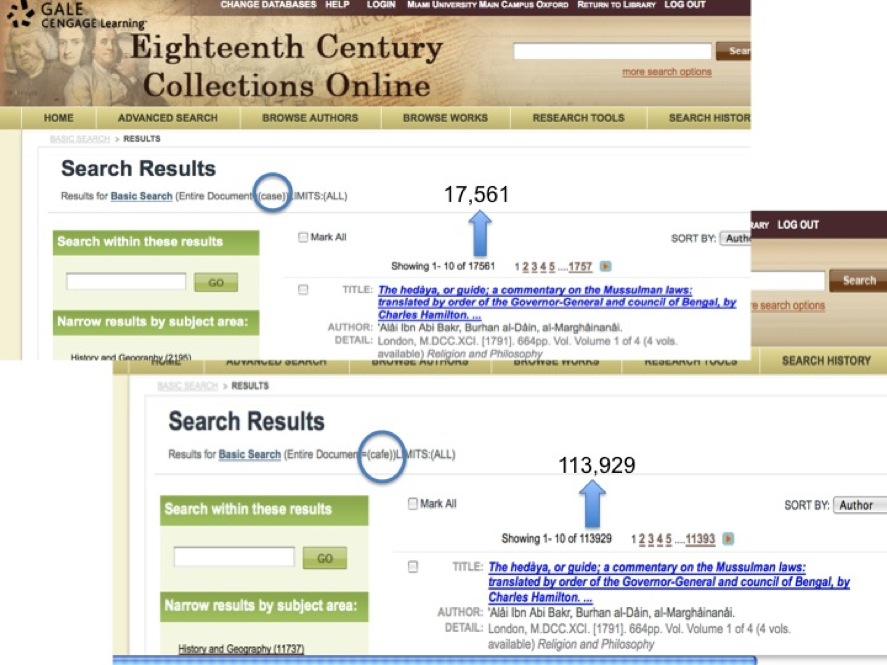 GALE
CENGAGE Learning
CHANGE DATABASES HELP LOGIN MIAMI UNIVERSITY MAIN CAMPUS OXFORD RETURN TO LIBRARY LOG OUT
Eighteenth Century
Collections Online
Sear
more search options
HOME ADVANCED SEARCH BROWSE AUTHORS BROWSE WORKS RESEARCH TOOLS SEARCH HISTOR
BASIC SEARCH > RESULTS
Search Results
Results for Basic Search (Entire Document=(case))LIMITS:(ALL)
17,561
Search within these results
GO
Mark All
SORT BY: Autho
Showing 1- 10 of 17561 1 2 3 4 5 ....1757
TITLE: The hedàya, or guide; a commentary on the Mussulman laws:
translated by order of the Governor-General and council of Bengal, by
Charles Hamilton. ...
AUTHOR: 'Alåi Ibn Abi Bakr, Burhan al-Dåin, al-Marghåinanåi.
DETAIL: London, M.DCC.XCI. [1791]. 664pp. Vol. Volume 1 of 4 (4 vols.
available) Religion and Philosophy
Narrow results by subject area:
History and Geography (2195)
RARY LOG OUT
Search
e search options
HOME ADVANCED SEARCH BROWSE AUTHORS BROWSE WORKS RESEARCH TOOLS SEARCH HISTORY
BASIC SEARCH > RESULTS
Search Results
Results for Basic Search (Entire Document=(cafe))LIMITS:(ALL)
113,929
Search within these results
GO
Mark All
SORT BY: Author
Showing 1- 10 of 113929 1 2 3 4 5 ....11393
TITLE: The hedàya, or guide; a commentary on the Mussulman laws:
translated by order of the Governor-General and council of Bengal, by
Charles Hamilton. ...
AUTHOR: 'Alåi Ibn Abi Bakr, Burhan al-Dåin, al-Marghåinanåi.
DETAIL: London, M.DCC.XCI. [1791]. 664pp. Vol. Volume 1 of 4 (4 vols.
available) Religion and Philosophy
Narrow results by subject area:
History and Geography (11737)